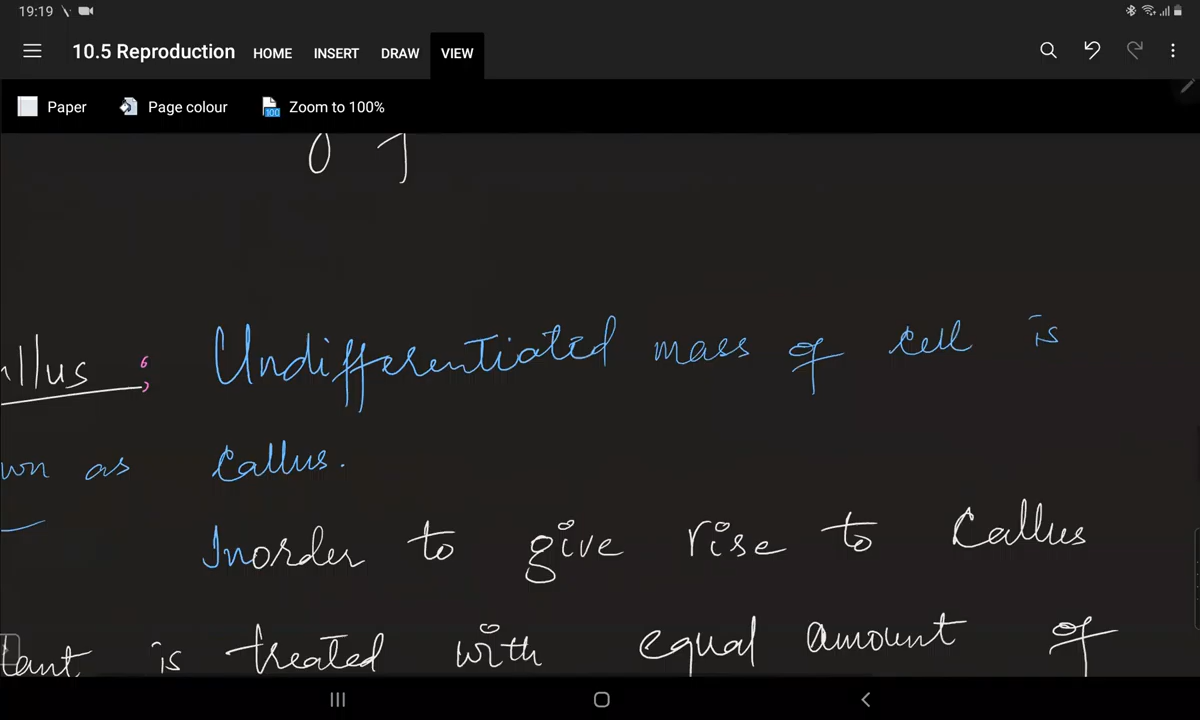 19:19
10.5 Reproduction HOME INSERT DRAW VIEW
Paper Page colour Zoom to 100%
llus : Undifferentiated mass of cell is
wn as Callus.
Inorder to give rise to Callus
lant is treated with equal amount of